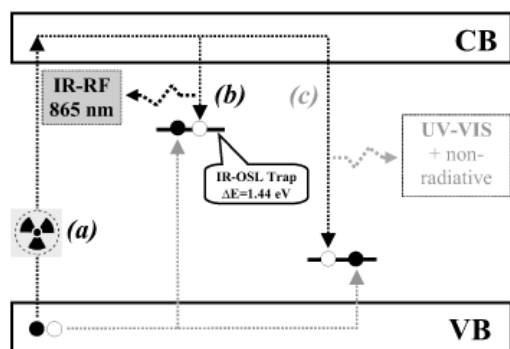 CB
IR-RF
865 nm
(b)
(c)
UV-VIS
+ non-
radiative
IR-OSL Trap
ΔE=1.44 eV
(a)
VB